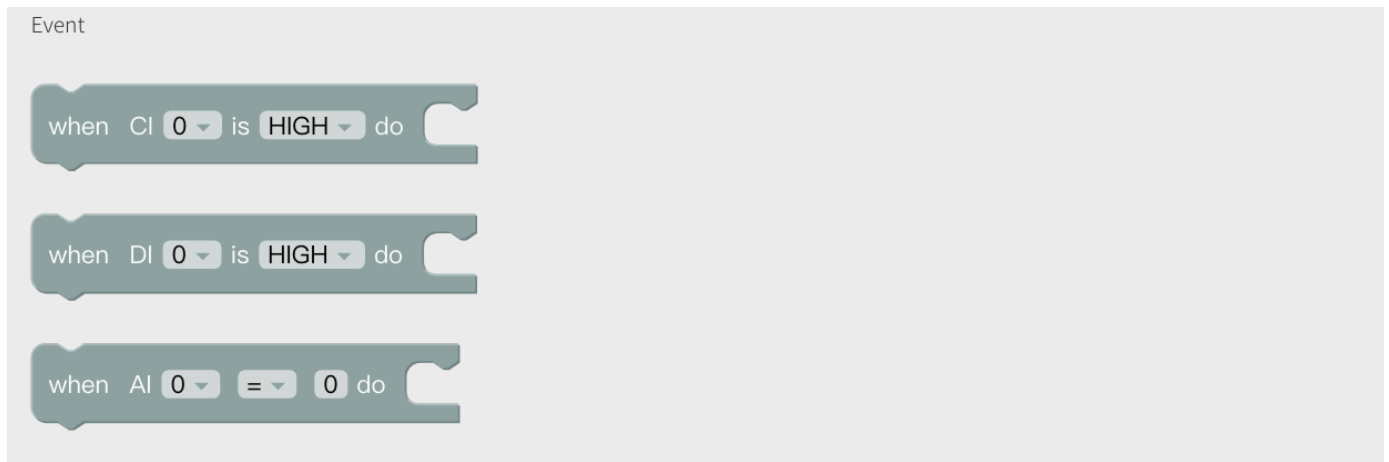 Event
when CI 0 is HIGH do
when DI 0 is HIGH do
when AI 0 = 0 do